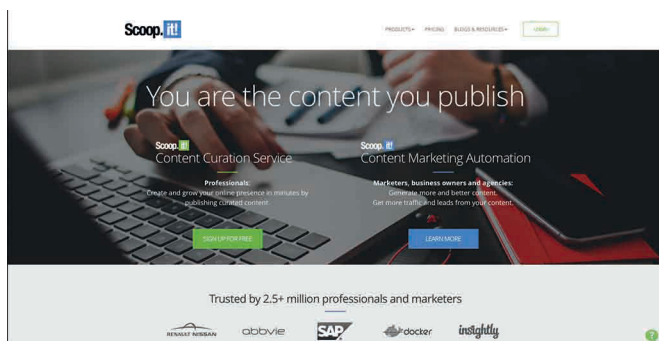 Scoop.it!
PRODUCTS PRICING BLOGS & RESOURCES LOGIN
You are the content you publish
Scoop.it!
Content Curation Service
Professionals:
Create and grow your online presence in minutes by
publishing curated content.
SIGN UP FOR FREE
Scoop.it!
Content Marketing Automation
Marketers, business owners and agencies:
Generate more and better content.
Get more traffic and leads from your content.
LEARN MORE
Trusted by 2.5+ million professionals and marketers
RENAULT NISSAN abbvie SAP docker insightly
?